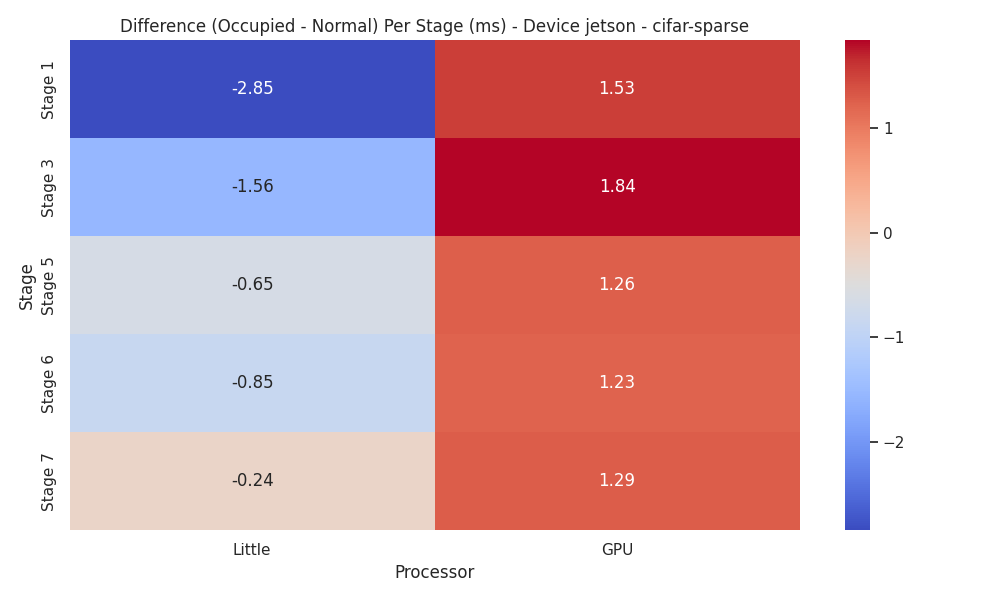 Difference (Occupied - Normal) Per Stage (ms) - Device jetson - cifar-sparse
Stage
Stage 1
-2.85
1.53
Stage 3
-1.56
1.84
Stage 5
-0.65
1.26
Stage 6
-0.85
1.23
Stage 7
-0.24
1.29
Little
GPU
Processor
1
0
−1
−2